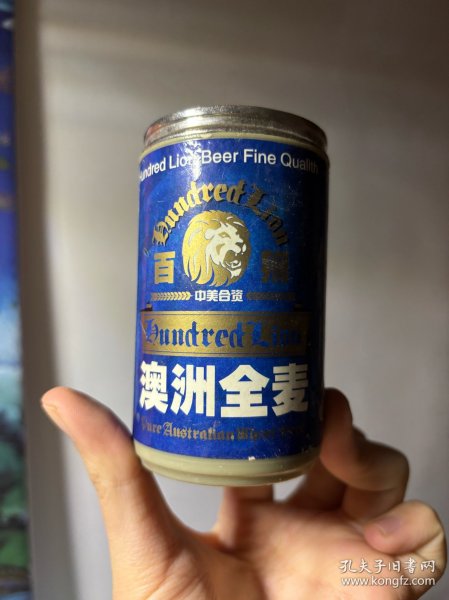 undred Lion Beer Fine Qualith
Hundred Lion
百
中美合资
Hundred Lion
澳洲全麦
Pure Australian
孔夫子旧书网
www.kongfz.com